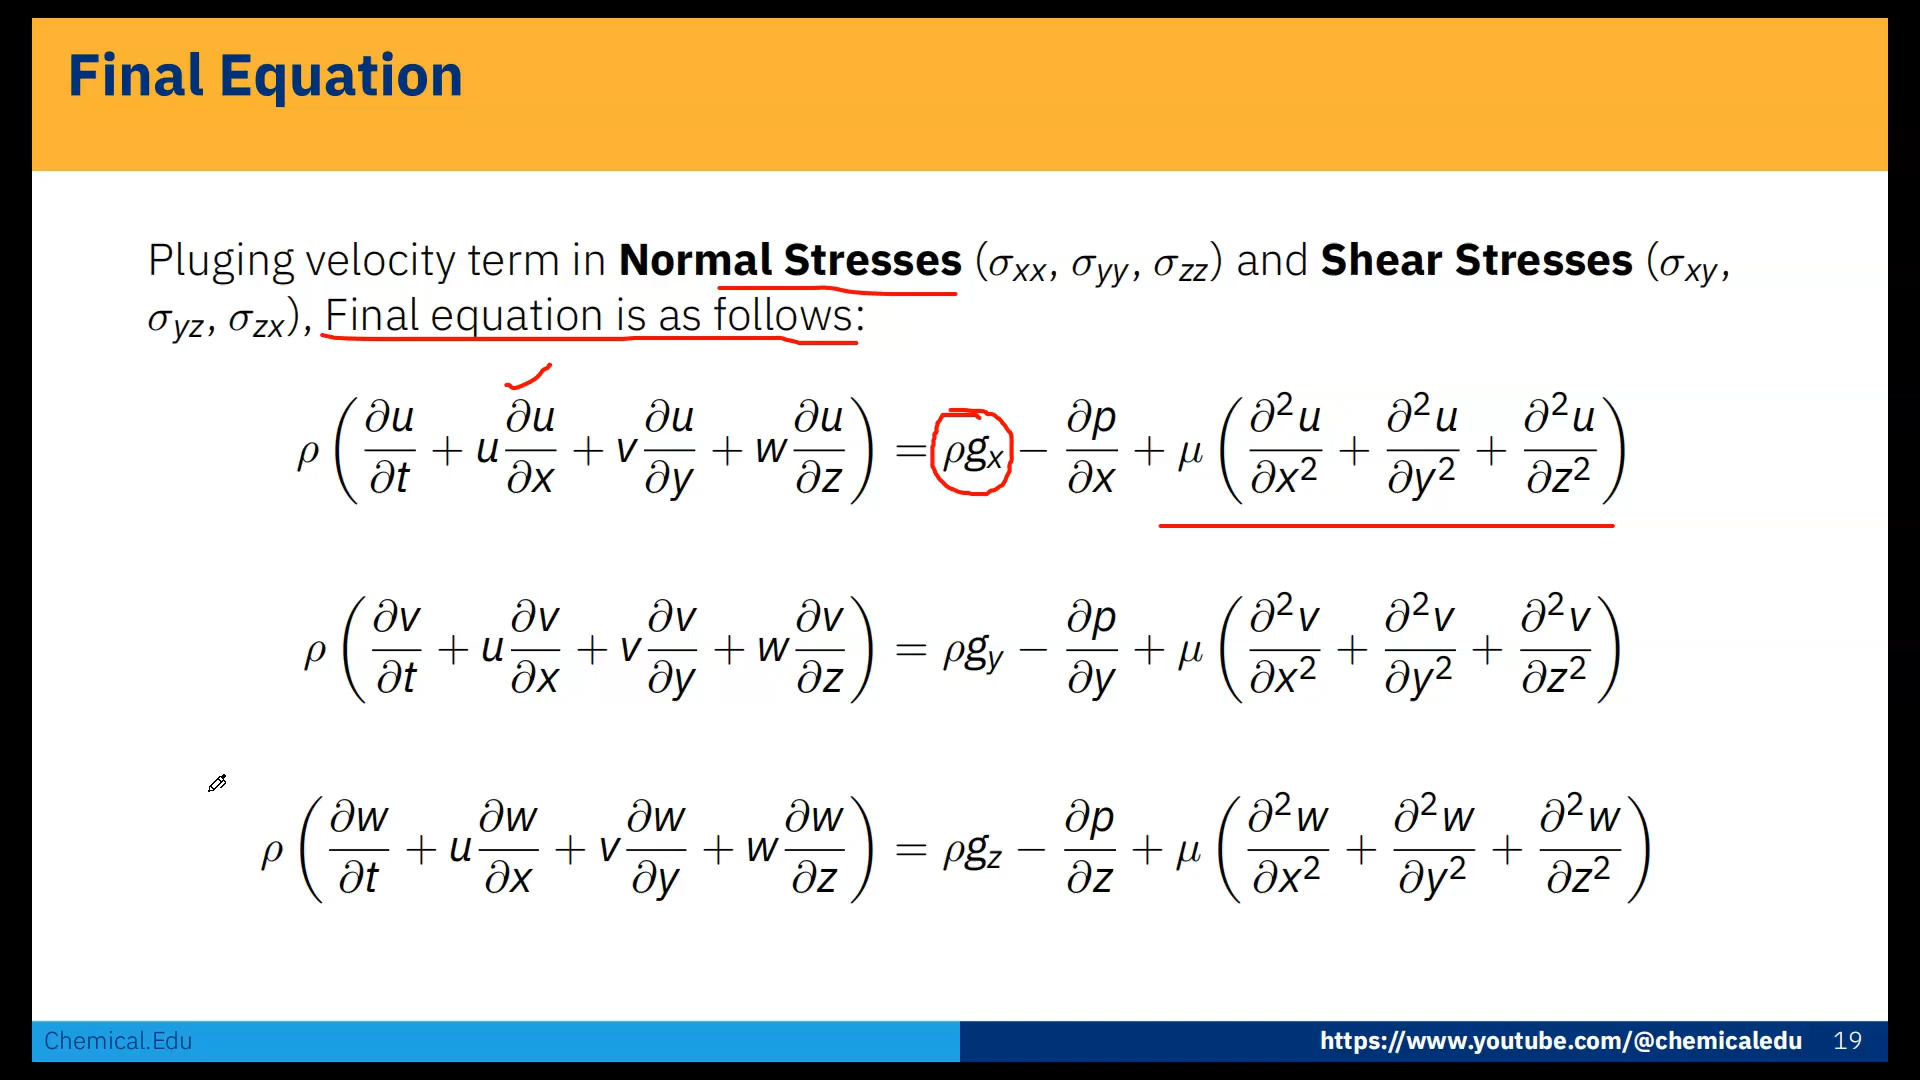 Final Equation
Pluging velocity term in Normal Stresses (σxx, σyy, σzz) and Shear Stresses (σxy,
σyz, σzx), Final equation is as follows:
ρ(∂u/∂t + u ∂u/∂x + v ∂u/∂y + w ∂u/∂z) = ρgx − ∂p/∂x + μ(∂²u/∂x² + ∂²u/∂y² + ∂²u/∂z²)
ρ(∂v/∂t + u ∂v/∂x + v ∂v/∂y + w ∂v/∂z) = ρgy − ∂p/∂y + μ(∂²v/∂x² + ∂²v/∂y² + ∂²v/∂z²)
ρ(∂w/∂t + u ∂w/∂x + v ∂w/∂y + w ∂w/∂z) = ρgz − ∂p/∂z + μ(∂²w/∂x² + ∂²w/∂y² + ∂²w/∂z²)
Chemical.Edu
https://www.youtube.com/@chemicaledu 19